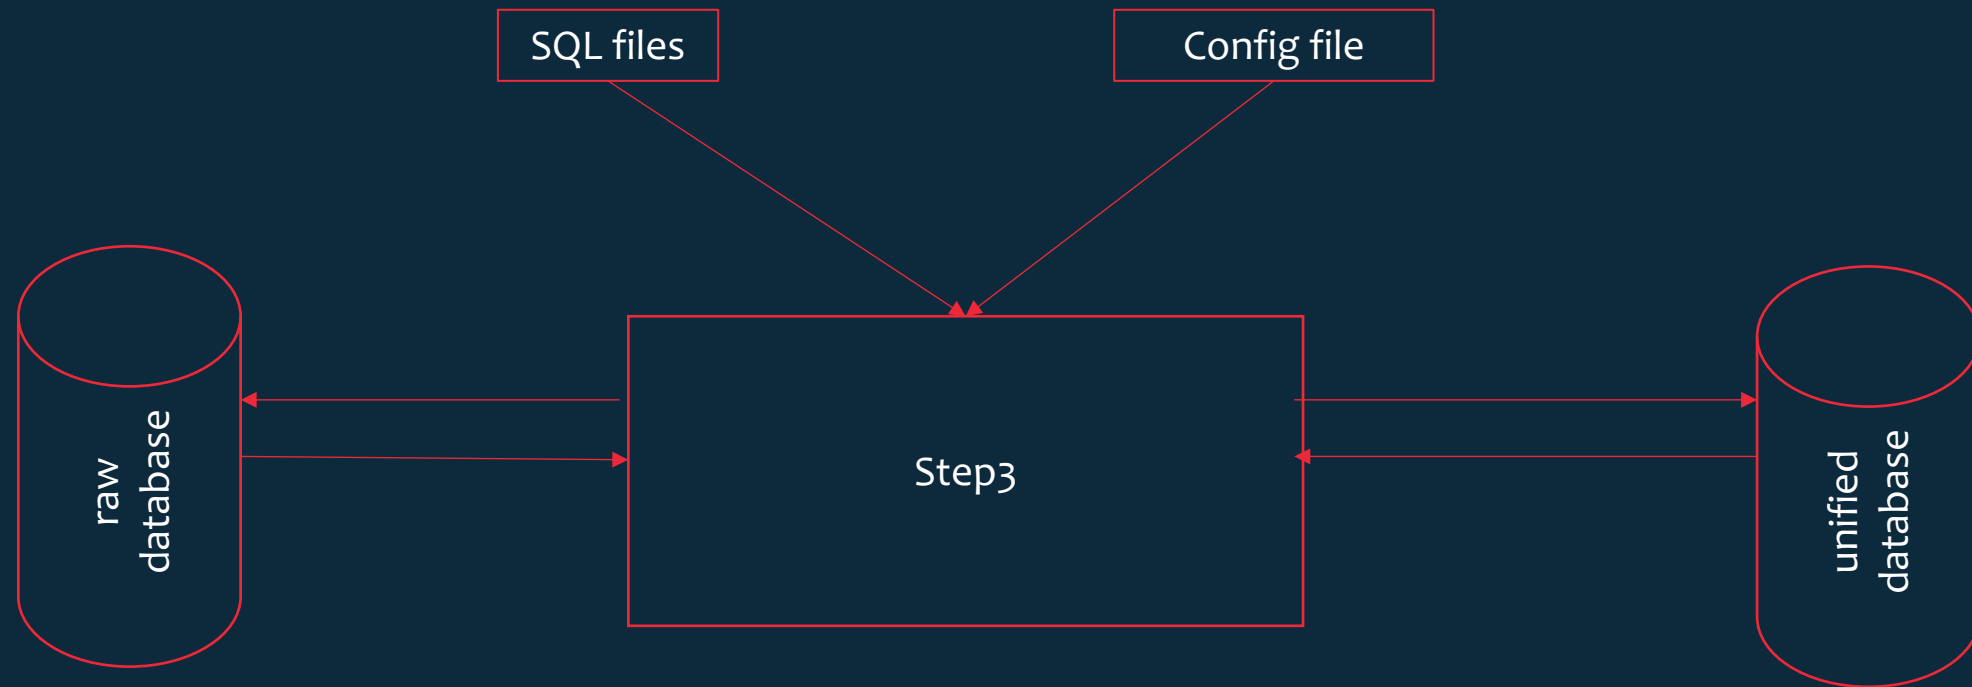 SQL files
Config file
raw
database
Step3
unified
database